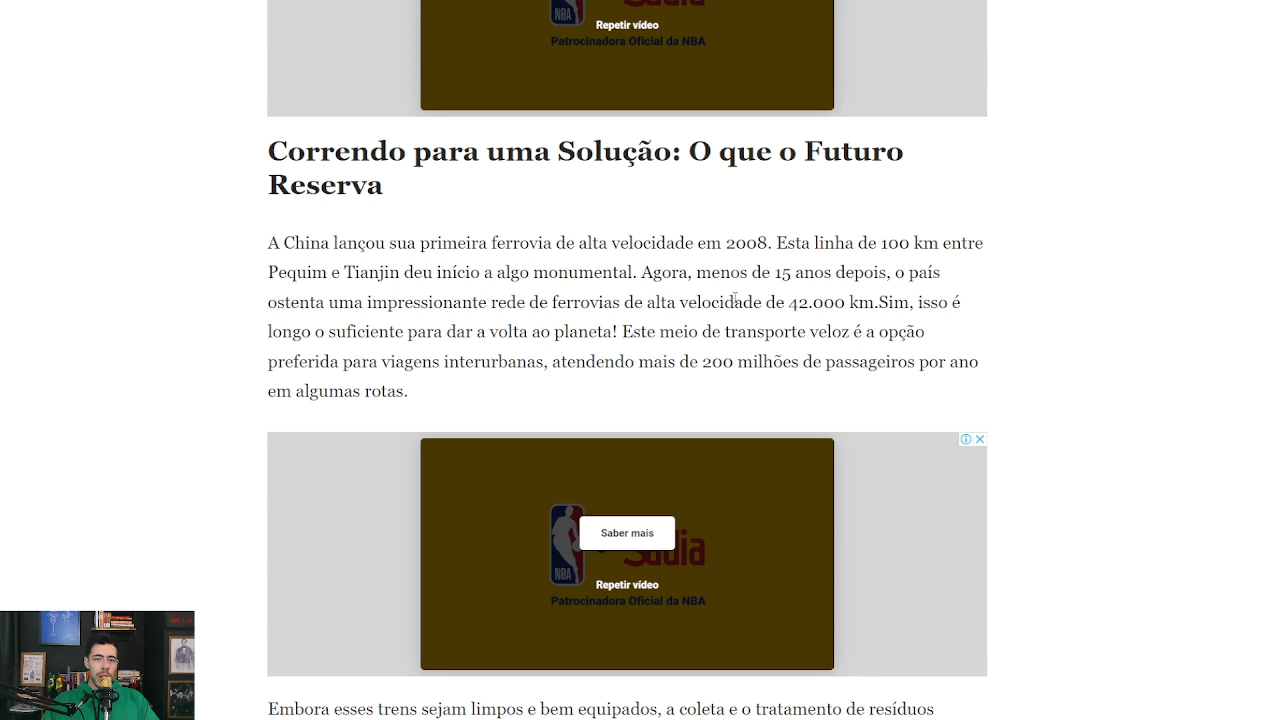 NBA
Repetir vídeo
Patrocinadora Oficial da NBA
Correndo para uma Solução: O que o Futuro
Reserva
A China lançou sua primeira ferrovia de alta velocidade em 2008. Esta linha de 100 km entre
Pequim e Tianjin deu início a algo monumental. Agora, menos de 15 anos depois, o país
ostenta uma impressionante rede de ferrovias de alta velocidade de 42.000 km.Sim, isso é
longo o suficiente para dar a volta ao planeta! Este meio de transporte veloz é a opção
preferida para viagens interurbanas, atendendo mais de 200 milhões de passageiros por ano
em algumas rotas.
Saber mais
Sadia
NBA
Repetir vídeo
Patrocinadora Oficial da NBA
Embora esses trens sejam limpos e bem equipados, a coleta e o tratamento de resíduos